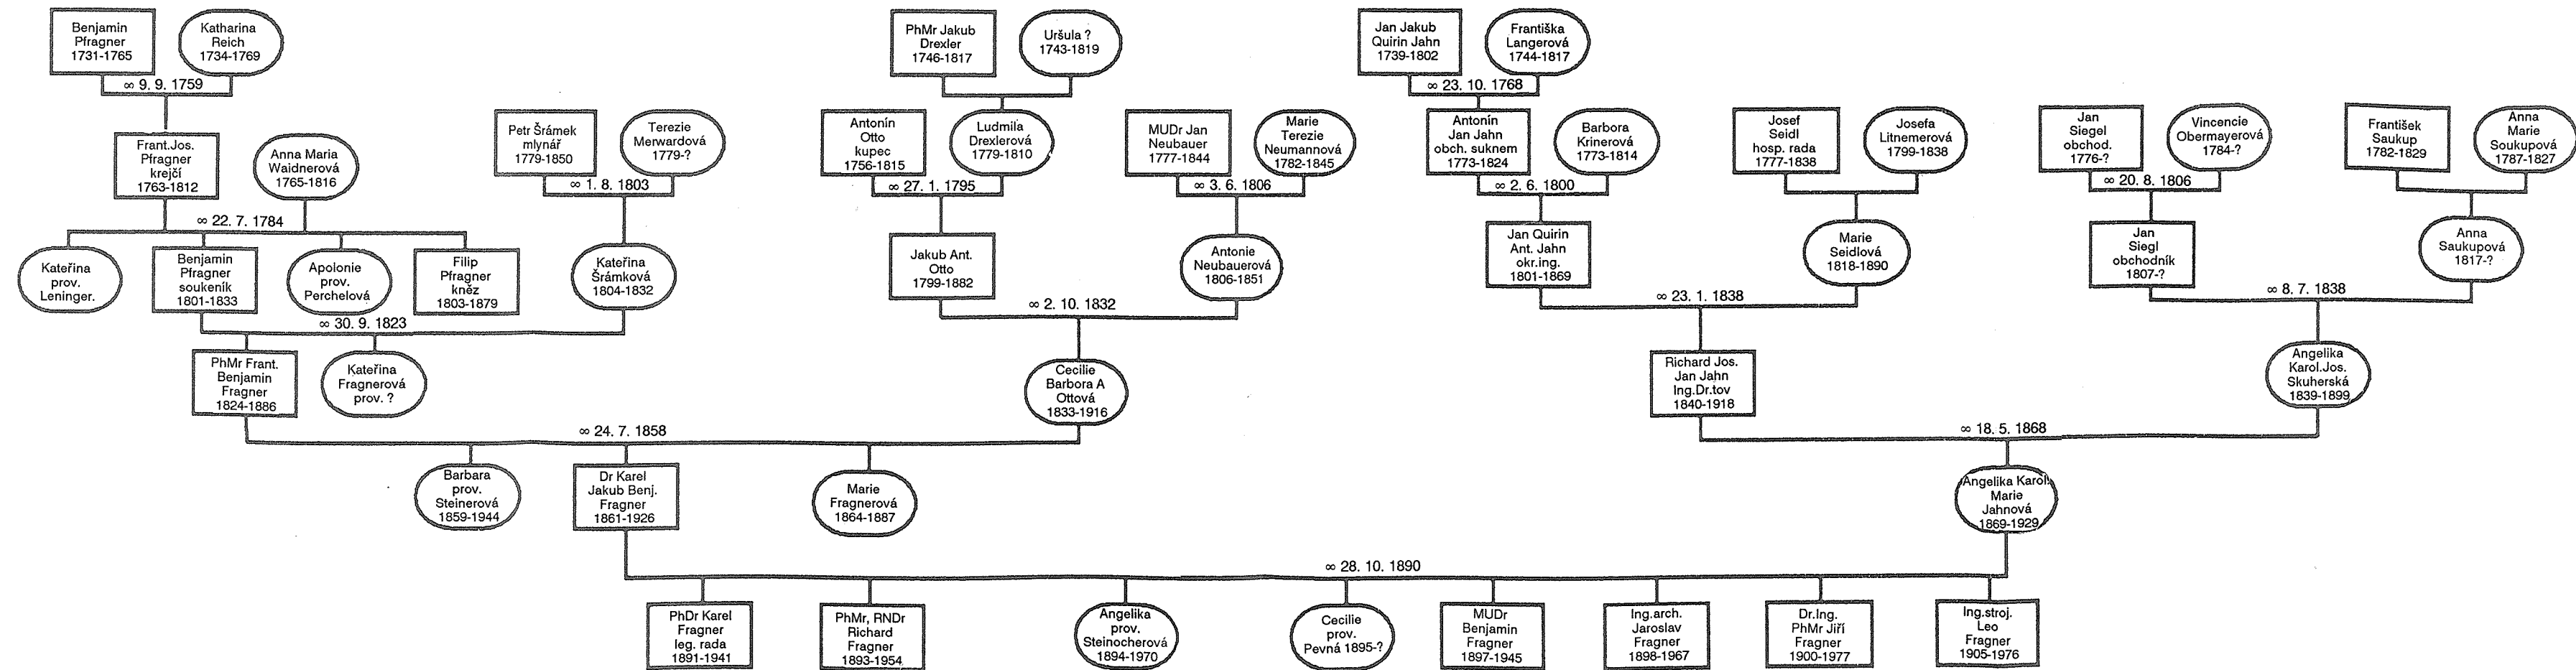 Benjamin
Pfragner
1731-1765
Katharina
Reich
1734-1769
∞ 9. 9. 1759
PhMr Jakub
Drexler
1746-1817
Uršula ?
1743-1819
Jan Jakub
Quirin Jahn
1739-1802
Františka
Langerová
1744-1817
∞ 23. 10. 1768
Frant.Jos.
Pfragner
krejčí
1763-1812
Anna Maria
Waidnerová
1765-1816
∞ 22. 7. 1784
Petr Šrámek
mlynář
1779-1850
Terezie
Merwardová
1779-?
∞ 1. 8. 1803
Antonín
Otto
kupec
1756-1815
Ludmila
Drexlerová
1779-1810
∞ 27. 1. 1795
MUDr Jan
Neubauer
1777-1844
Marie
Terezie
Neumannová
1782-1845
∞ 3. 6. 1806
Antonín
Jan Jahn
obch. suknem
1773-1824
Barbora
Krinerová
1773-1814
∞ 2. 6. 1800
Josef
Seidl
hosp. rada
1777-1838
Josefa
Litnemerová
1799-1838
Jan
Siegel
obchod.
1776-?
Vincencie
Obermayerová
1784-?
∞ 20. 8. 1806
František
Saukup
1782-1829
Anna
Marie
Soukupová
1787-1827
Kateřina
prov.
Leninger.
Benjamin
Pfragner
soukeník
1801-1833
Apolonie
prov.
Perchelová
Filip
Pfragner
kněz
1803-1879
Kateřina
Šrámková
1804-1832
∞ 30. 9. 1823
Jakub Ant.
Otto
1799-1882
Antonie
Neubauerová
1806-1851
∞ 2. 10. 1832
Jan Quirin
Ant. Jahn
okr.ing.
1801-1869
Marie
Seidlová
1818-1890
∞ 23. 1. 1838
Jan
Siegl
obchodník
1807-?
Anna
Saukupová
1817-?
∞ 8. 7. 1838
PhMr Frant.
Benjamin
Fragner
1824-1886
Kateřina
Fragnerová
prov. ?
Cecilie
Barbora A
Ottová
1833-1916
∞ 24. 7. 1858
Richard Jos.
Jan Jahn
Ing.Dr.tov
1840-1918
Angelika
Karol.Jos.
Skuherská
1839-1899
∞ 18. 5. 1868
Barbara
prov.
Steinerová
1859-1944
Dr Karel
Jakub Benj.
Fragner
1861-1926
Marie
Fragnerová
1864-1887
Angelika Karol.
Marie
Jahnová
1869-1929
∞ 28. 10. 1890
PhDr Karel
Fragner
leg. rada
1891-1941
PhMr, RNDr
Richard
Fragner
1893-1954
Angelika
prov.
Steinocherová
1894-1970
Cecilie
prov.
Pevná 1895-?
MUDr
Benjamin
Fragner
1897-1945
Ing.arch.
Jaroslav
Fragner
1898-1967
Dr.Ing.
PhMr Jiří
Fragner
1900-1977
Ing.stroj.
Leo
Fragner
1905-1976